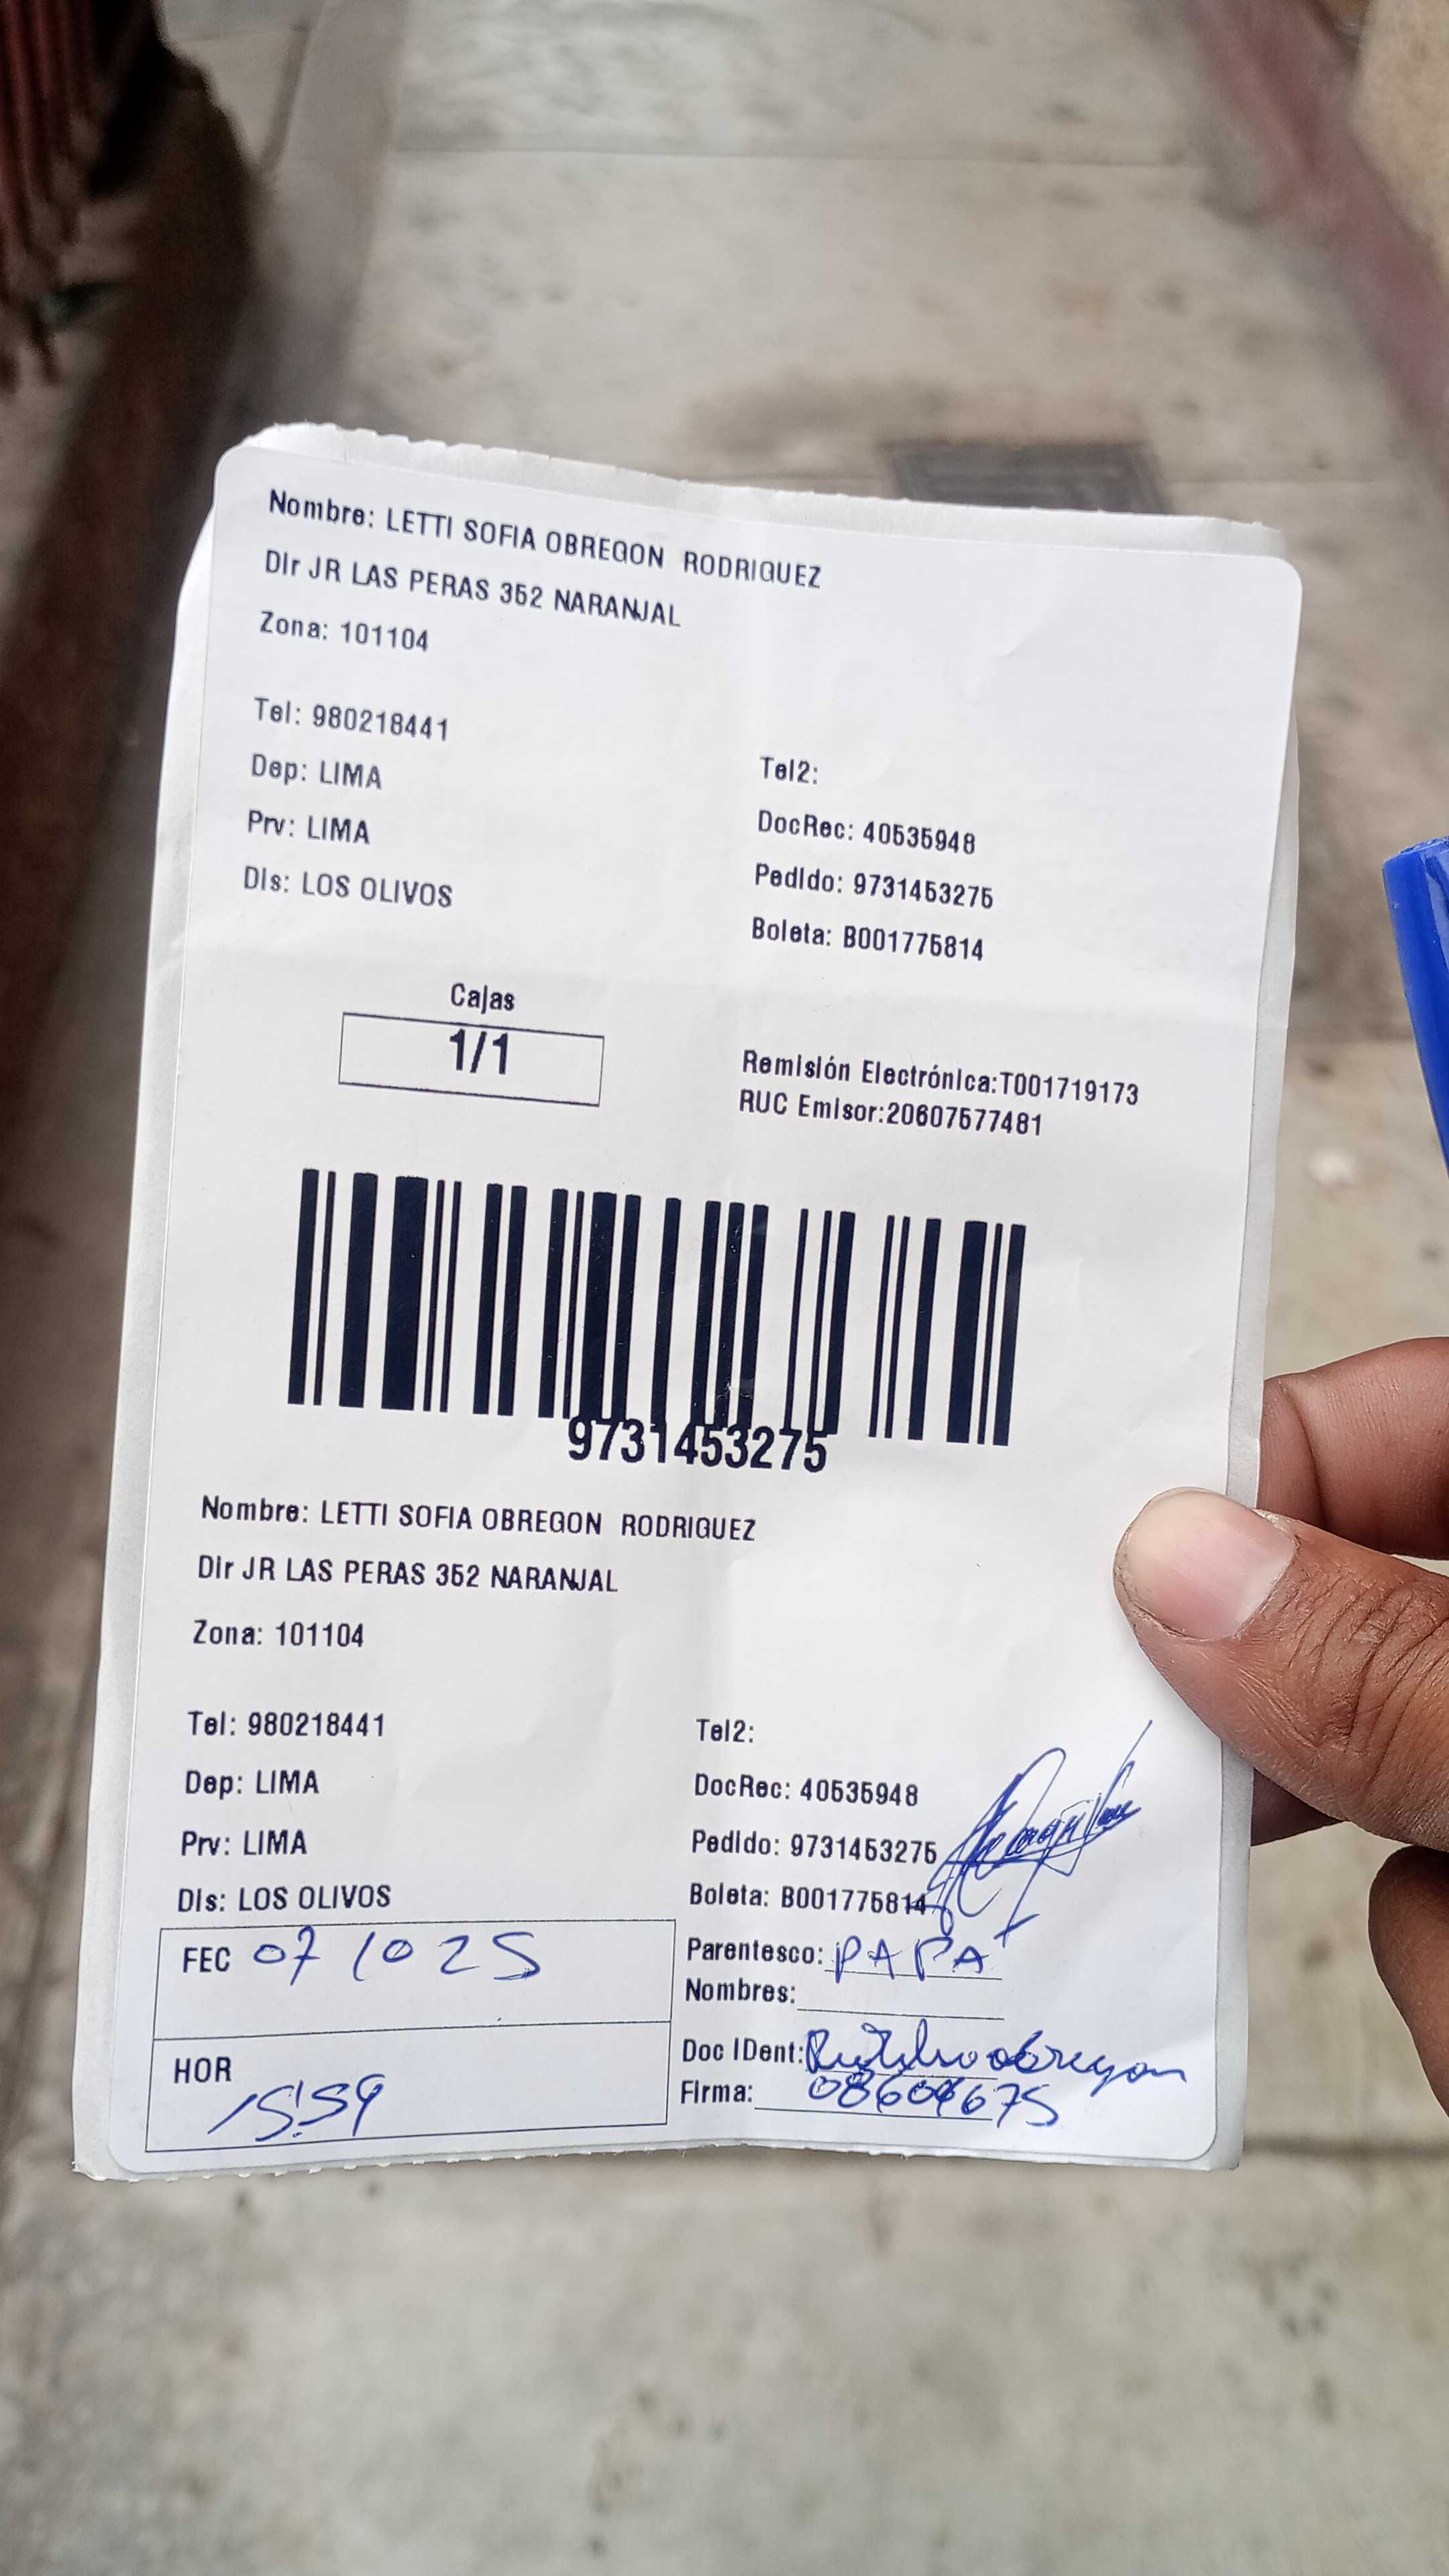 Nombre: LETTI SOFIA OBREGON RODRIGUEZ
Dir JR LAS PERAS 352 NARANJAL
Zona: 101104
Tel: 980218441
Tel2:
Dep: LIMA
DocRec: 40535948
Prv: LIMA
Pedido: 9731453275
Dis: LOS OLIVOS
Boleta: B001775814
Cajas
1/1
Remisión Electrónica:T001719173
RUC Emisor:20607577481
9731453275
Nombre: LETTI SOFIA OBREGON RODRIGUEZ
Dir JR LAS PERAS 352 NARANJAL
Zona: 101104
Tel: 980218441
Tel2:
Dep: LIMA
DocRec: 40535948
Prv: LIMA
Pedido: 9731453275
Dis: LOS OLIVOS
Boleta: B001775814
FEC 07 10 25
Parentesco: PAPA
Nombres:
HOR 15:59
Doc IDent: obregon
Firma: